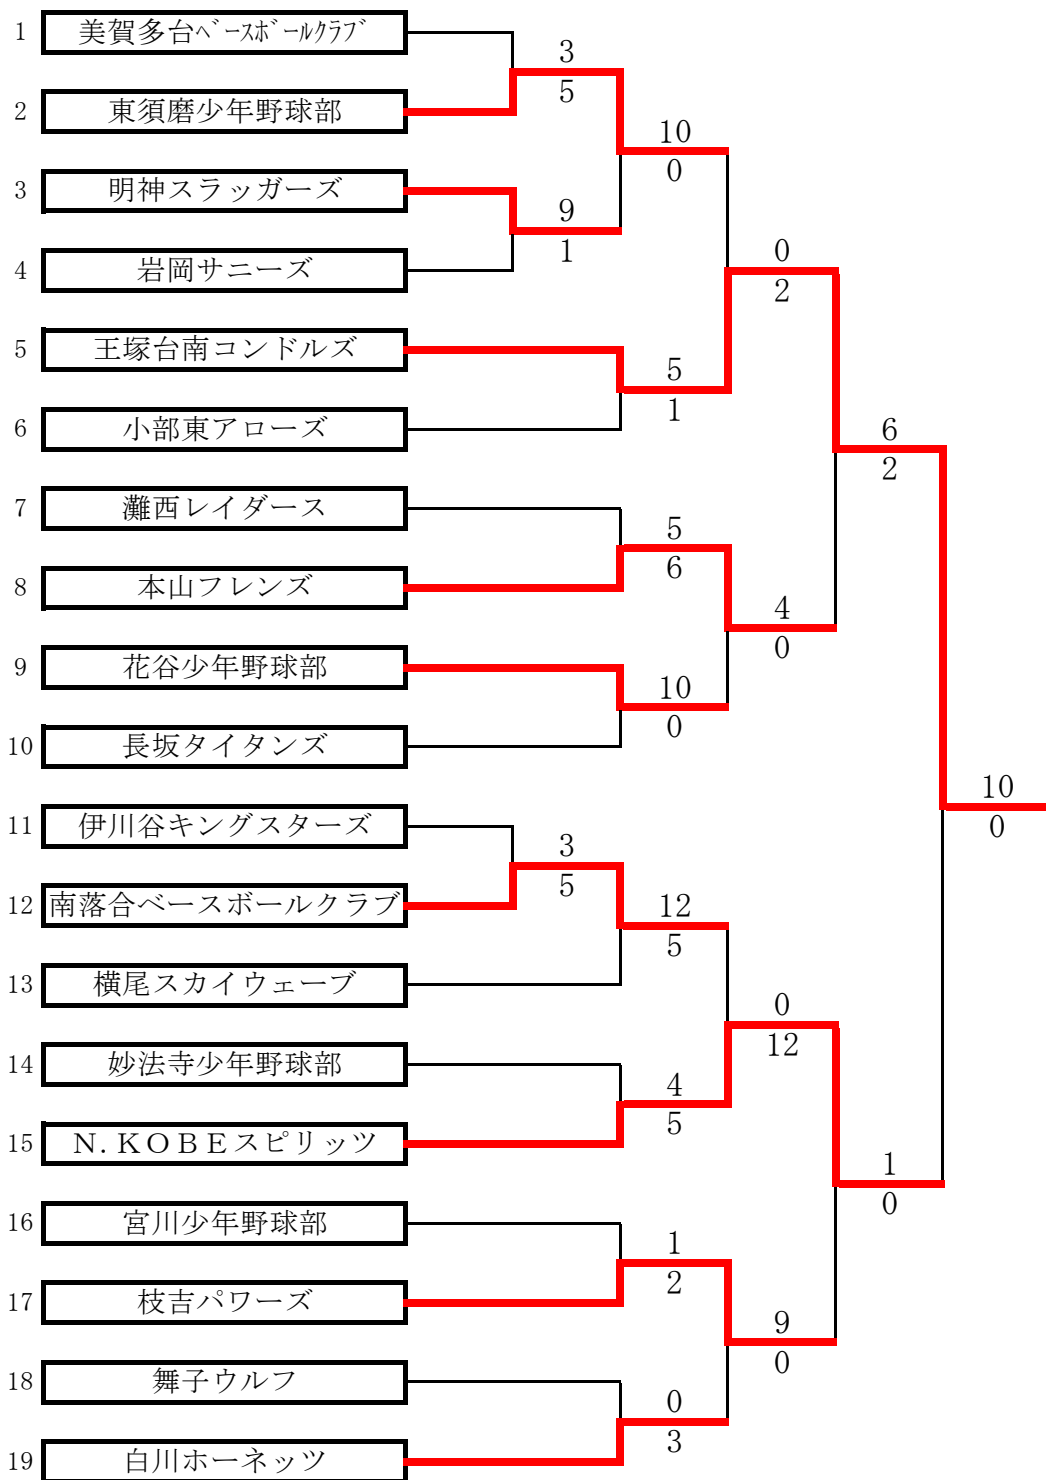 1 美賀多台ﾍﾞｰｽﾎﾞｰﾙｸﾗﾌﾞ
3
5
2 東須磨少年野球部
10
0
3 明神スラッガーズ
9
1
4 岩岡サニーズ
0
2
5 王塚台南コンドルズ
5
1
6 小部東アローズ
6
2
7 灘西レイダース
5
6
8 本山フレンズ
4
0
9 花谷少年野球部
10
0
10 長坂タイタンズ
10
0
11 伊川谷キングスターズ
3
5
12 南落合ベースボールクラブ
12
5
13 横尾スカイウェーブ
0
12
14 妙法寺少年野球部
4
5
15 N.ＫＯＢＥスピリッツ
1
0
16 宮川少年野球部
1
2
17 枝吉パワーズ
9
0
18 舞子ウルフ
0
3
19 白川ホーネッツ